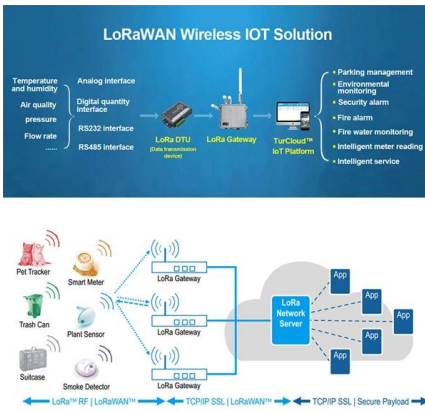 LoRaWAN Wireless IOT Solution
Temperature
and humidity
Air quality
pressure
Flow rate
......
Analog interface
Digital quantity
interface
RS232 interface
RS485 interface
LoRa DTU
(Data transmission
device)
LoRa Gateway
TurCloud™
IoT Platform
Parking management
Environmental
monitoring
Security alarm
Fire alarm
Fire water monitoring
Intelligent meter reading
Intelligent service
Pet Tracker
Smart Meter
Trash Can
Plant Sensor
Suitcase
Smoke Detector
LoRa Gateway
LoRa Gateway
LoRa Gateway
LoRa
Network
Server
App
App
App
App
App
LoRa™ RF | LoRaWAN™
TCP/IP SSL | LoRaWAN™
TCP/IP SSL | Secure Payload